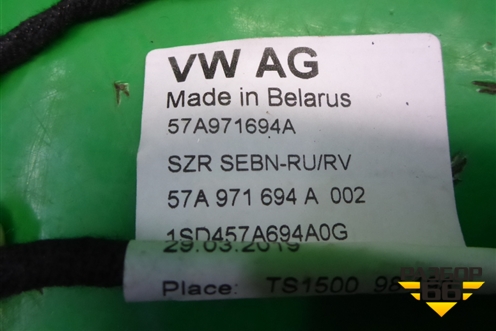 VW AG
Made in Belarus
57A971694A
SZR SEBN-RU/RV
57A 971 694 A 002
1SD457A694A0G
29.03.2019
Place: TS1500
66